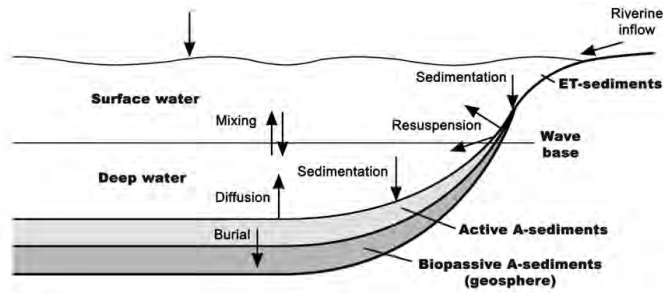 Riverine
inflow
Sedimentation
ET-sediments
Surface water
Mixing
Resuspension
Wave
base
Deep water
Sedimentation
Diffusion
Burial
Active A-sediments
Biopassive A-sediments
(geosphere)